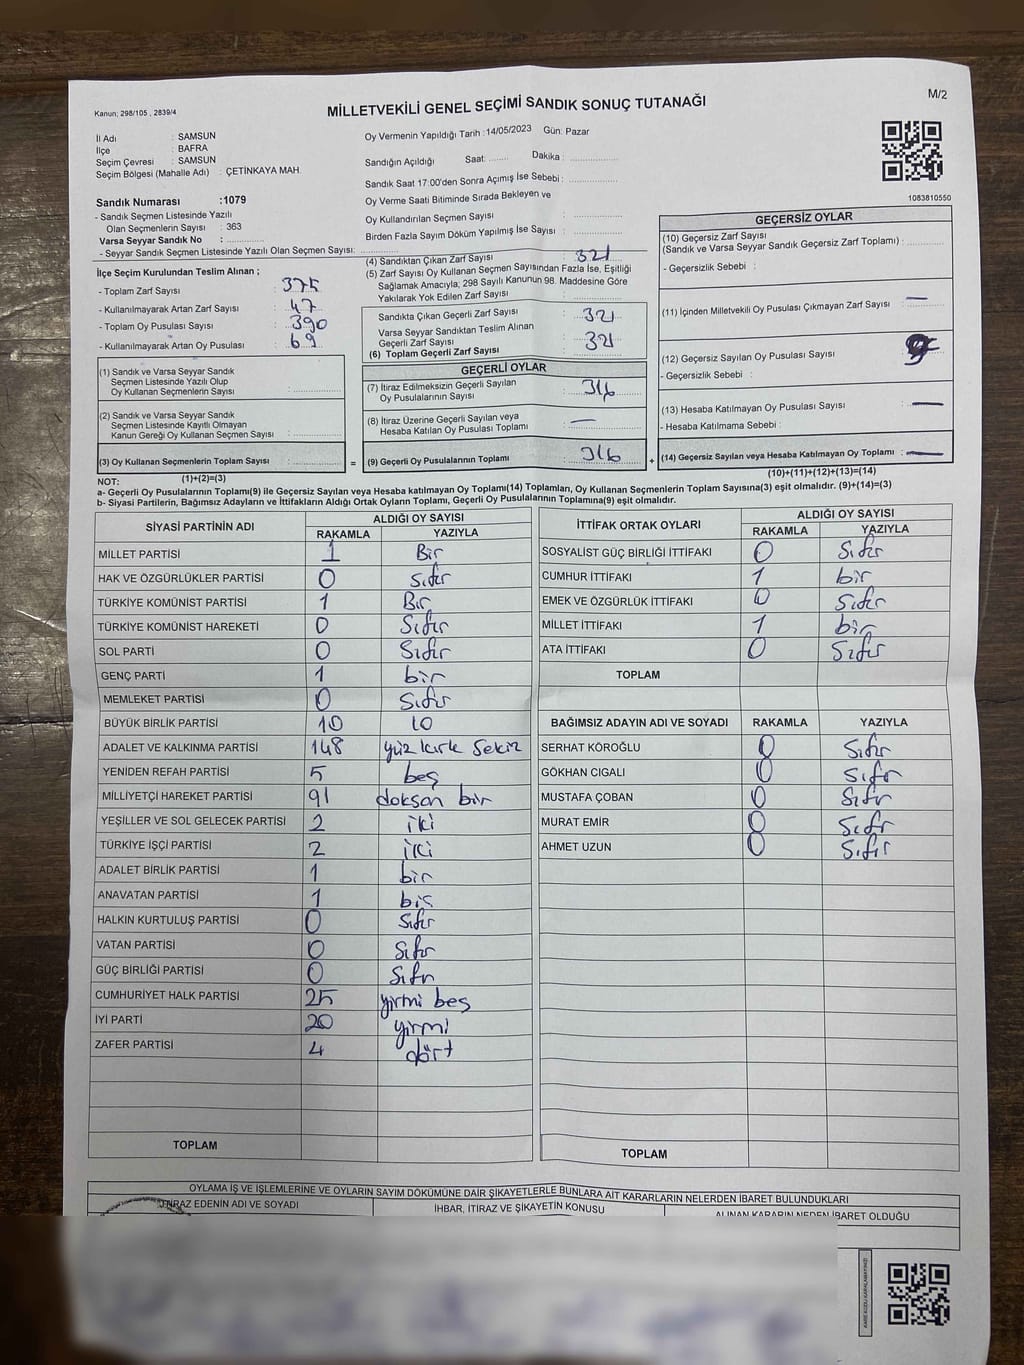 Kanun; 298/105 , 2839/4
MİLLETVEKİLİ GENEL SEÇİMİ SANDIK SONUÇ TUTANAĞI
M/2
İl Adı : SAMSUN
İlçe : BAFRA
Seçim Çevresi : SAMSUN
Seçim Bölgesi (Mahalle Adı) : ÇETİNKAYA MAH.
Oy Vermenin Yapıldığı Tarih :14/05/2023 Gün: Pazar
Sandığın Açıldığı Saat: ........ Dakika : ................
Sandık Saat 17:00'den Sonra Açımış İse Sebebi : ................
Oy Verme Saati Bitiminde Sırada Bekleyen ve
Oy Kullandırılan Seçmen Sayısı : ................
Birden Fazla Sayım Döküm Yapılmış İse Sayısı : ................
1083810550
Sandık Numarası :1079
- Sandık Seçmen Listesinde Yazılı
Olan Seçmenlerin Sayısı : 363
Varsa Seyyar Sandık No : ................
- Seyyar Sandık Seçmen Listesinde Yazılı Olan Seçmen Sayısı: ................
İlçe Seçim Kurulundan Teslim Alınan ;
- Toplam Zarf Sayısı : 375
- Kullanılmayarak Artan Zarf Sayısı : 47
- Toplam Oy Pusulası Sayısı : 390
- Kullanılmayarak Artan Oy Pusulası : 69
(4) Sandıktan Çıkan Zarf Sayısı : 321
(5) Zarf Sayısı Oy Kullanan Seçmen Sayısından Fazla İse, Eşitliği
Sağlamak Amacıyla; 298 Sayılı Kanunun 98. Maddesine Göre
Yakılarak Yok Edilen Zarf Sayısı : ................
Sandıkta Çıkan Geçerli Zarf Sayısı : 321
Varsa Seyyar Sandıktan Teslim Alınan
Geçerli Zarf Sayısı : 321
(6) Toplam Geçerli Zarf Sayısı : ................
GEÇERSİZ OYLAR
(10) Geçersiz Zarf Sayısı
(Sandık ve Varsa Seyyar Sandık Geçersiz Zarf Toplamı) : ........
- Geçersizlik Sebebi :
(11) İçinden Milletvekili Oy Pusulası Çıkmayan Zarf Sayısı : —
(12) Geçersiz Sayılan Oy Pusulası Sayısı :
- Geçersizlik Sebebi :
(13) Hesaba Katılmayan Oy Pusulası Sayısı : —
- Hesaba Katılmama Sebebi :
(14) Geçersiz Sayılan veya Hesaba Katılmayan Oy Toplamı : —
(10)+(11)+(12)+(13)=(14)
(1) Sandık ve Varsa Seyyar Sandık
Seçmen Listesinde Yazılı Olup
Oy Kullanan Seçmenlerin Sayısı : ................
(2) Sandık ve Varsa Seyyar Sandık
Seçmen Listesinde Kayıtlı Olmayan
Kanun Gereği Oy Kullanan Seçmen Sayısı : ................
(3) Oy Kullanan Seçmenlerin Toplam Sayısı : ................
(1)+(2)=(3)
=
GEÇERLİ OYLAR
(7) İtiraz Edilmeksizin Geçerli Sayılan
Oy Pusulalarının Sayısı : 316
(8) İtiraz Üzerine Geçerli Sayılan veya
Hesaba Katılan Oy Pusulası Toplamı : —
(9) Geçerli Oy Pusulalarının Toplamı : 316
+
NOT:
a- Geçerli Oy Pusulalarının Toplamı(9) ile Geçersiz Sayılan veya Hesaba katılmayan Oy Toplamı(14) Toplamları, Oy Kullanan Seçmenlerin Toplam Sayısına(3) eşit olmalıdır. (9)+(14)=(3)
b- Siyasi Partilerin, Bağımsız Adayların ve İttifakların Aldığı Ortak Oyların Toplamı, Geçerli Oy Pusulalarının Toplamına(9) eşit olmalıdır.
SİYASİ PARTİNİN ADI ALDIĞI OY SAYISI
RAKAMLA YAZIYLA
MİLLET PARTİSİ 1 Bir
HAK VE ÖZGÜRLÜKLER PARTİSİ 0 Sıfır
TÜRKİYE KOMÜNİST PARTİSİ 1 Bir
TÜRKİYE KOMÜNİST HAREKETİ 0 Sıfır
SOL PARTİ 0 Sıfır
GENÇ PARTİ 1 bir
MEMLEKET PARTİSİ 0 Sıfır
BÜYÜK BİRLİK PARTİSİ 10 10
ADALET VE KALKINMA PARTİSİ 148 yüz kırk sekiz
YENİDEN REFAH PARTİSİ 5 beş
MİLLİYETÇİ HAREKET PARTİSİ 91 doksan bir
YEŞİLLER VE SOL GELECEK PARTİSİ 2 iki
TÜRKİYE İŞÇİ PARTİSİ 2 iki
ADALET BİRLİK PARTİSİ 1 bir
ANAVATAN PARTİSİ 1 bir
HALKIN KURTULUŞ PARTİSİ 0 Sıfır
VATAN PARTİSİ 0 Sıfır
GÜÇ BİRLİĞİ PARTİSİ 0 Sıfır
CUMHURİYET HALK PARTİSİ 25 yirmi beş
İYİ PARTİ 20 yirmi
ZAFER PARTİSİ 4 dört
TOPLAM
İTTİFAK ORTAK OYLARI ALDIĞI OY SAYISI
RAKAMLA YAZIYLA
SOSYALİST GÜÇ BİRLİĞİ İTTİFAKI 0 Sıfır
CUMHUR İTTİFAKI 1 bir
EMEK VE ÖZGÜRLÜK İTTİFAKI 0 Sıfır
MİLLET İTTİFAKI 1 bir
ATA İTTİFAKI 0 Sıfır
TOPLAM
BAĞIMSIZ ADAYIN ADI VE SOYADI RAKAMLA YAZIYLA
SERHAT KÖROĞLU 0 Sıfır
GÖKHAN CIGALI 0 Sıfır
MUSTAFA ÇOBAN 0 Sıfır
MURAT EMİR 0 Sıfır
AHMET UZUN 0 Sıfır
TOPLAM
OYLAMA İŞ VE İŞLEMLERİNE VE OYLARIN SAYIM DÖKÜMÜNE DAİR ŞİKAYETLERLE BUNLARA AİT KARARLARIN NELERDEN İBARET BULUNDUKLARI
İTİRAZ EDENİN ADI VE SOYADI İHBAR, İTİRAZ VE ŞİKAYETİN KONUSU ALINAN KARARIN NEDEN İBARET OLDUĞU